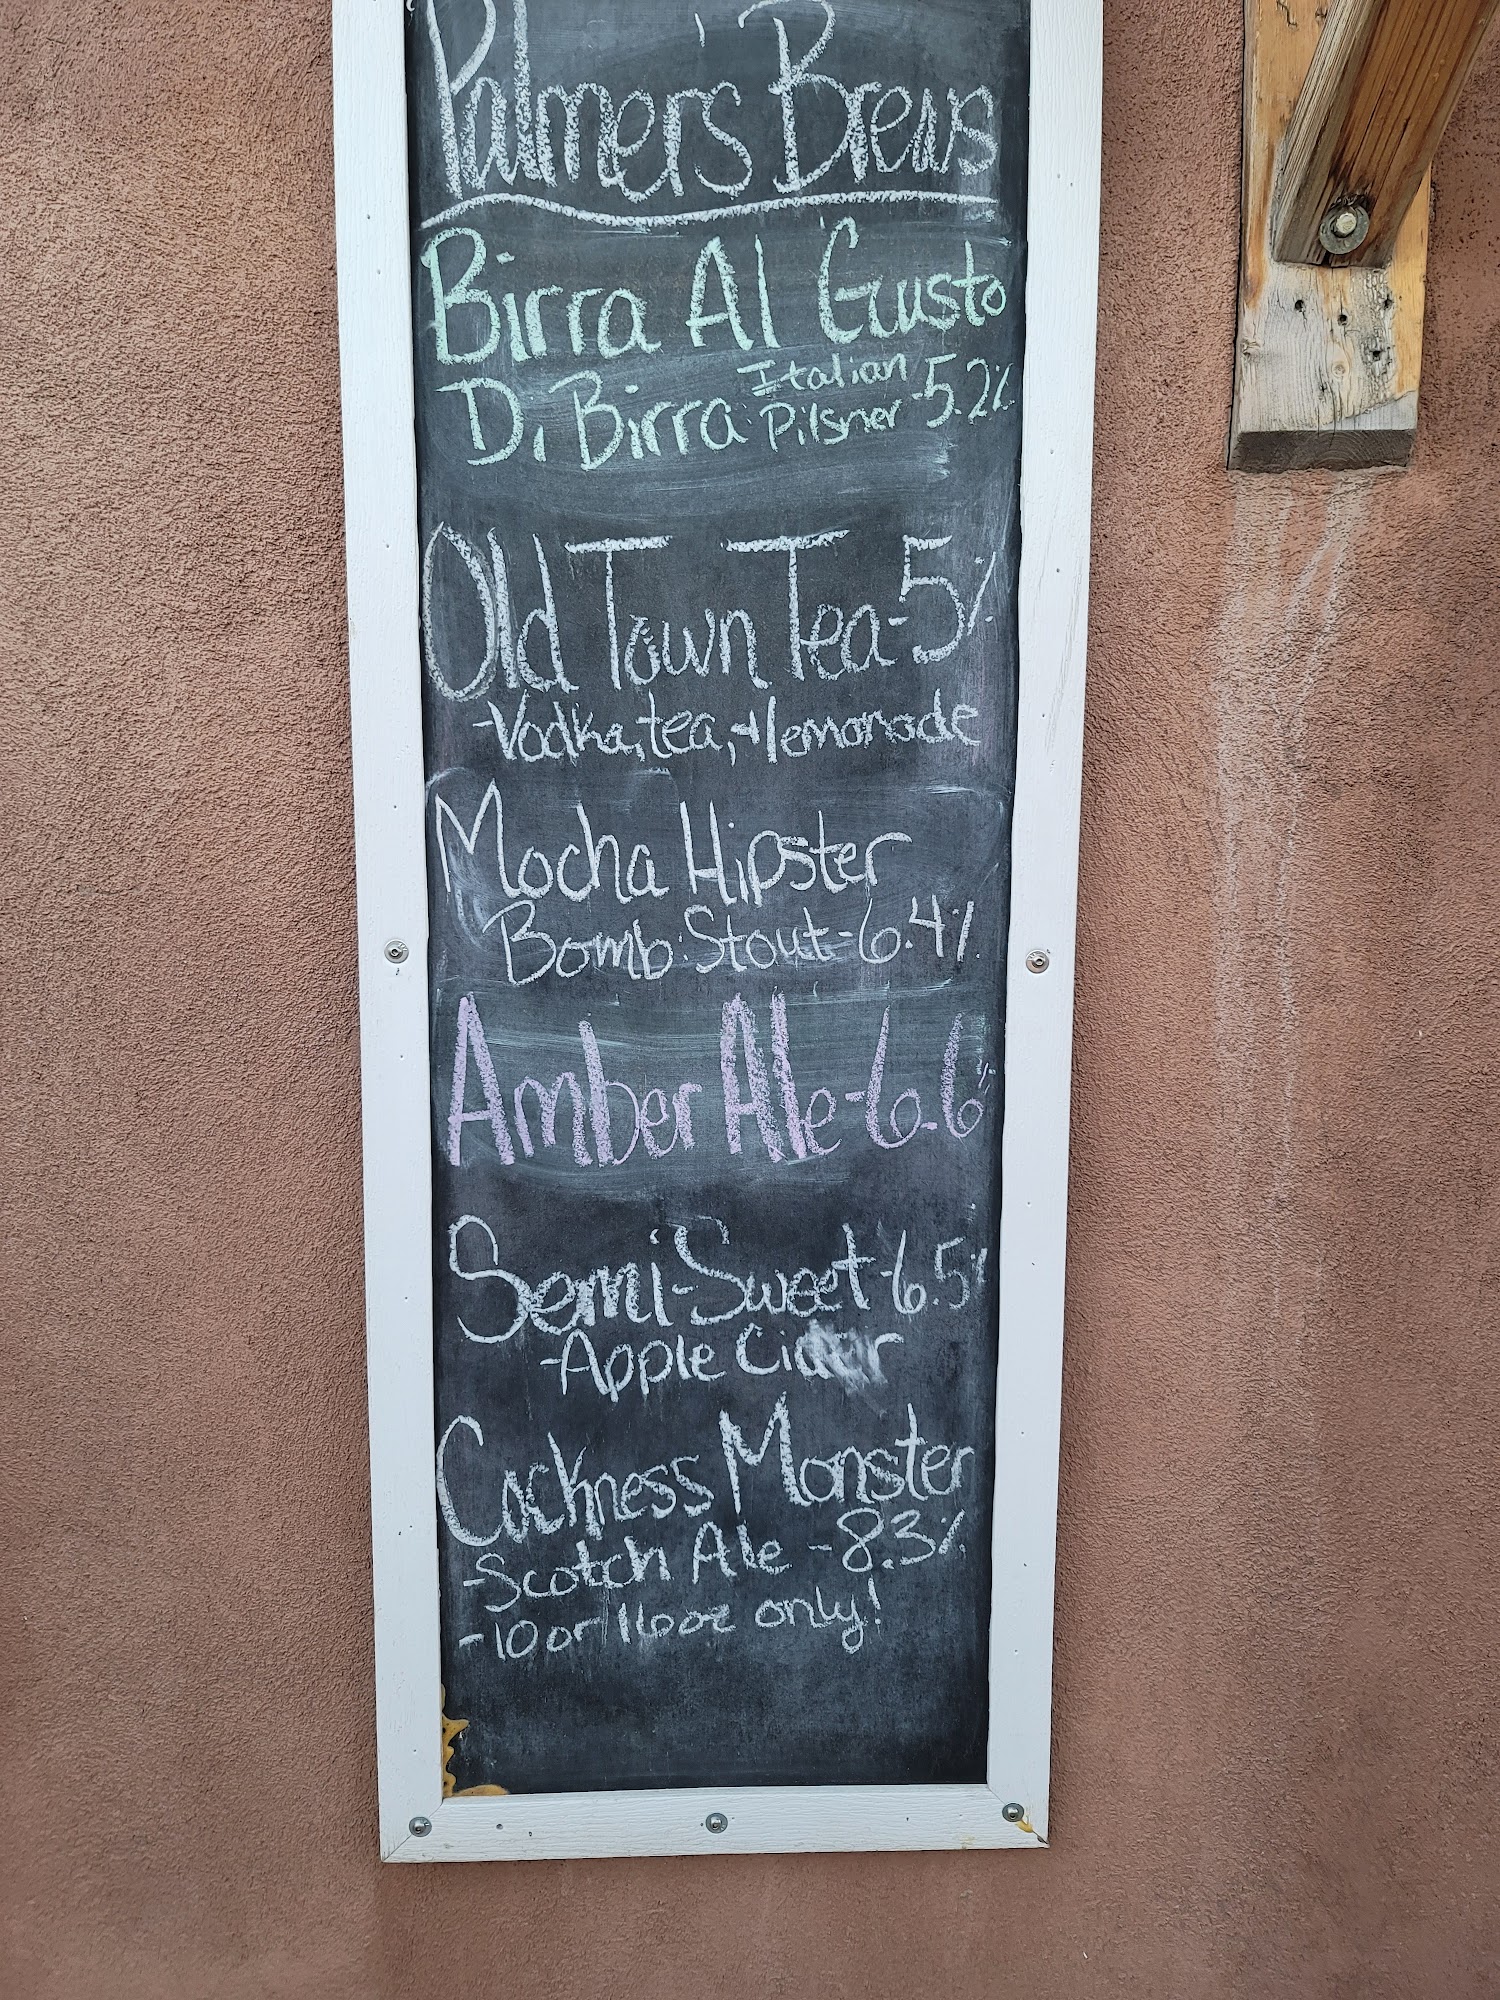 Palmer's Brews
Birra Al Gusto
Di Birra: Italian Pilsner - 5.2%
Old Town Tea - 5%
- Vodka, tea, + lemonade
Mocha Hipster
Bomb: Stout - 6.4%
Amber Ale - 6.6%
Semi-Sweet - 6.5%
- Apple Cider
Cackness Monster
- Scotch Ale - 8.3%
- 10 or 16oz only!